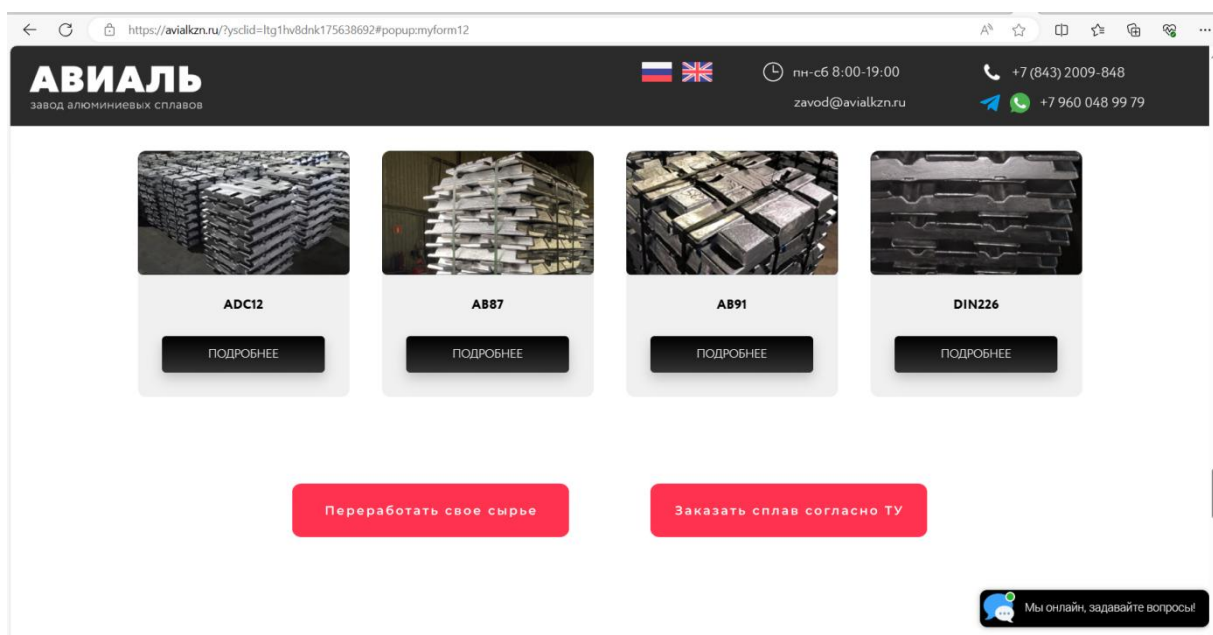 https://avialkzn.ru/?ysclid=ltg1hv8dnk175638692#popup:myform12
АВИАЛЬ
завод алюминиевых сплавов
пн-сб 8:00-19:00
zavod@avialkzn.ru
+7 (843) 2009-848
+7 960 048 99 79
ADC12
АВ87
АВ91
DIN226
ПОДРОБНЕЕ
ПОДРОБНЕЕ
ПОДРОБНЕЕ
ПОДРОБНЕЕ
Переработать свое сырье
Заказать сплав согласно ТУ
Мы онлайн, задавайте вопросы!